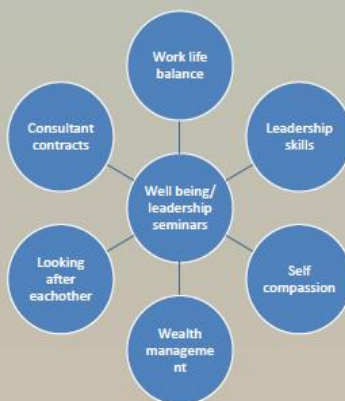 Work life
balance
Leadership
skills
Self
compassion
Wealth
manageme
nt
Looking
after
eachother
Consultant
contracts
Well being/
leadership
seminars